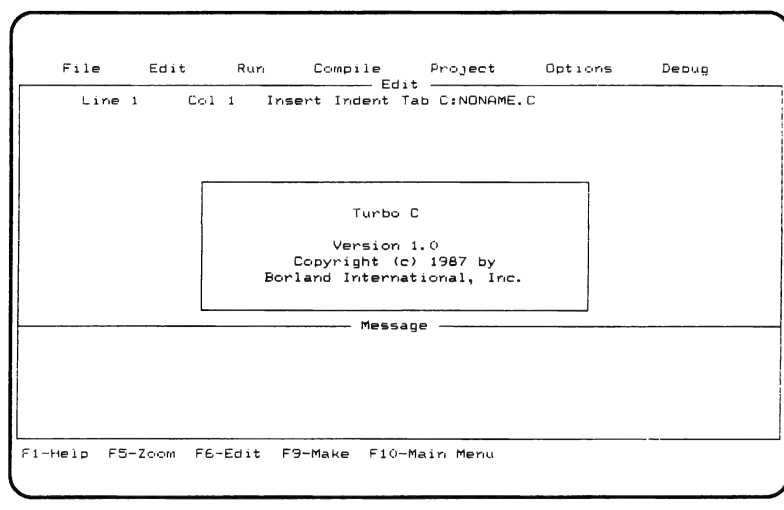 File Edit Run Compile Project Options Debug
Edit
Line 1 Col 1 Insert Indent Tab C:NONAME.C
Turbo C
Version 1.0
Copyright (c) 1987 by
Borland International, Inc.
Message
F1-Help F5-Zoom F6-Edit F9-Make F10-Main Menu